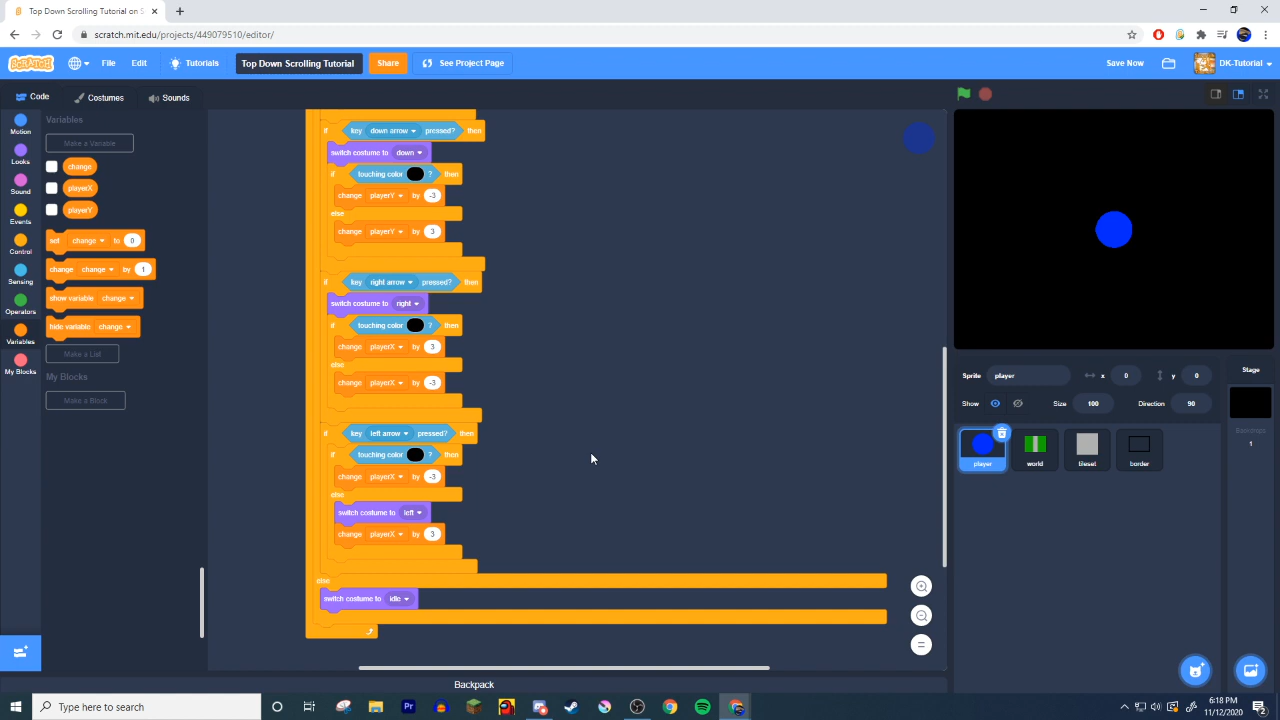 Top Down Scrolling Tutorial on S
scratch.mit.edu/projects/449079510/editor/
SCRATCH
File
Edit
Tutorials
Top Down Scrolling Tutorial
Share
See Project Page
Save Now
DK-Tutorial
Code
Costumes
Sounds
Motion
Looks
Sound
Events
Control
Sensing
Operators
Variables
My Blocks
Variables
Make a Variable
change
playerX
playerY
set change to 0
change change by 1
show variable change
hide variable change
Make a List
My Blocks
Make a Block
if key down arrow pressed? then
switch costume to down
if touching color ? then
change playerY by -3
else
change playerY by 3
if key right arrow pressed? then
switch costume to right
if touching color ? then
change playerX by 3
else
change playerX by -3
if key left arrow pressed? then
if touching color ? then
change playerX by -3
else
switch costume to left
change playerX by 3
else
switch costume to idle
Backpack
Sprite player x 0 y 0
Show Size 100 Direction 90
player
world
border
Stage
Backdrops
1
Type here to search
Pr
6:18 PM
11/12/2020
2